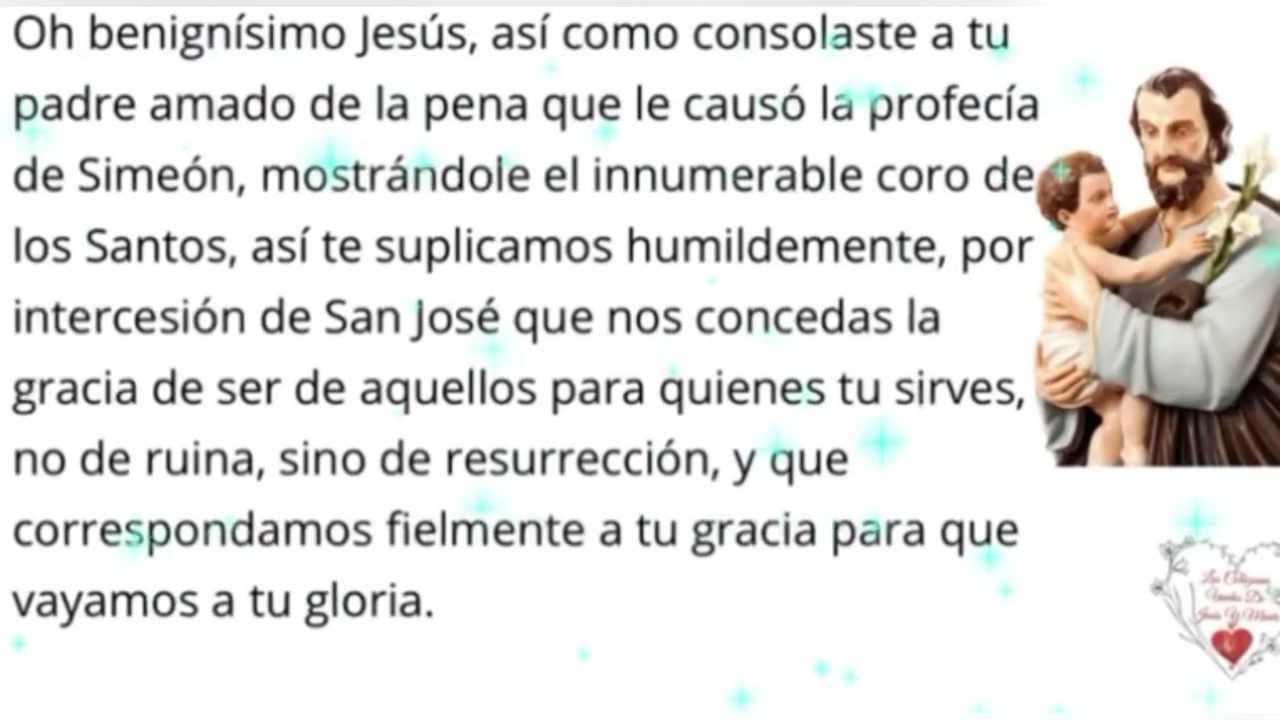 Oh benignísimo Jesús, así como consolaste a tu
padre amado de la pena que le causó la profecía
de Simeón, mostrándole el innumerable coro de
los Santos, así te suplicamos humildemente, por
intercesión de San José que nos concedas la
gracia de ser de aquellos para quienes tu sirves,
no de ruina, sino de resurrección, y que
correspondamos fielmente a tu gracia para que
vayamos a tu gloria.